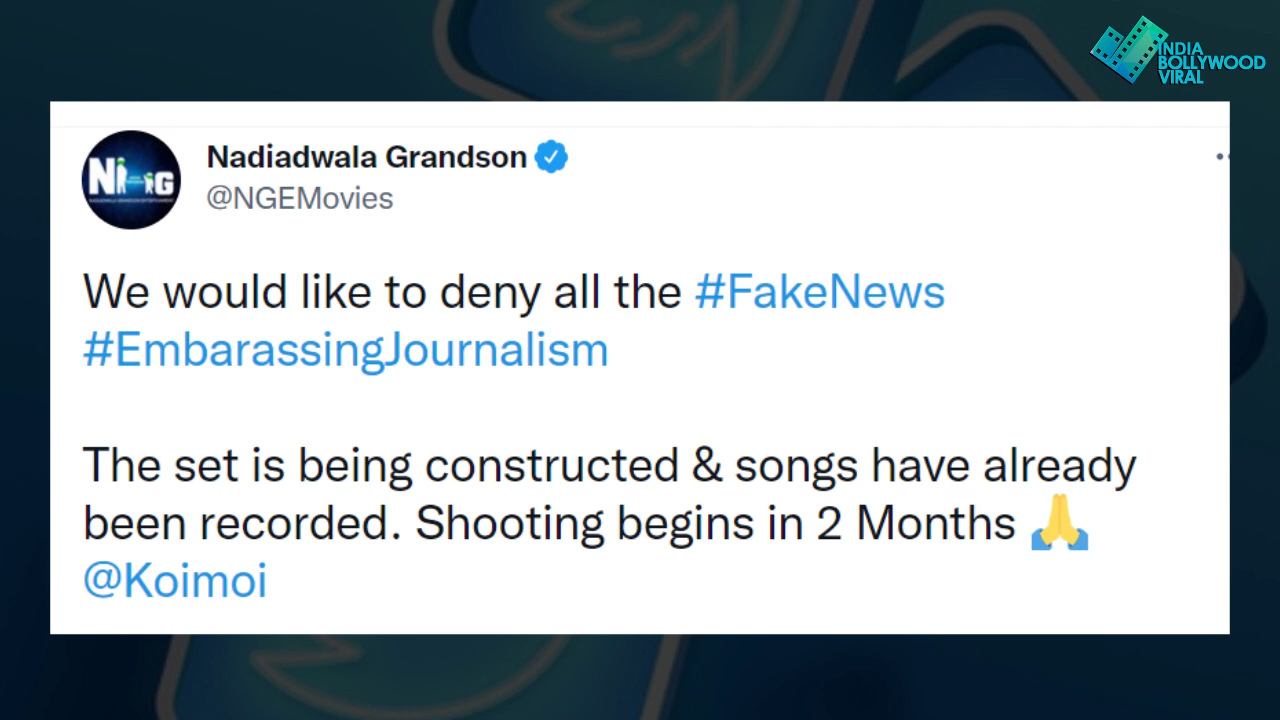 INDIA
BOLLYWOOD
VIRAL
Nadiadwala Grandson
@NGEMovies
We would like to deny all the #FakeNews
#EmbarassingJournalism
The set is being constructed & songs have already
been recorded. Shooting begins in 2 Months 🙏
@Koimoi